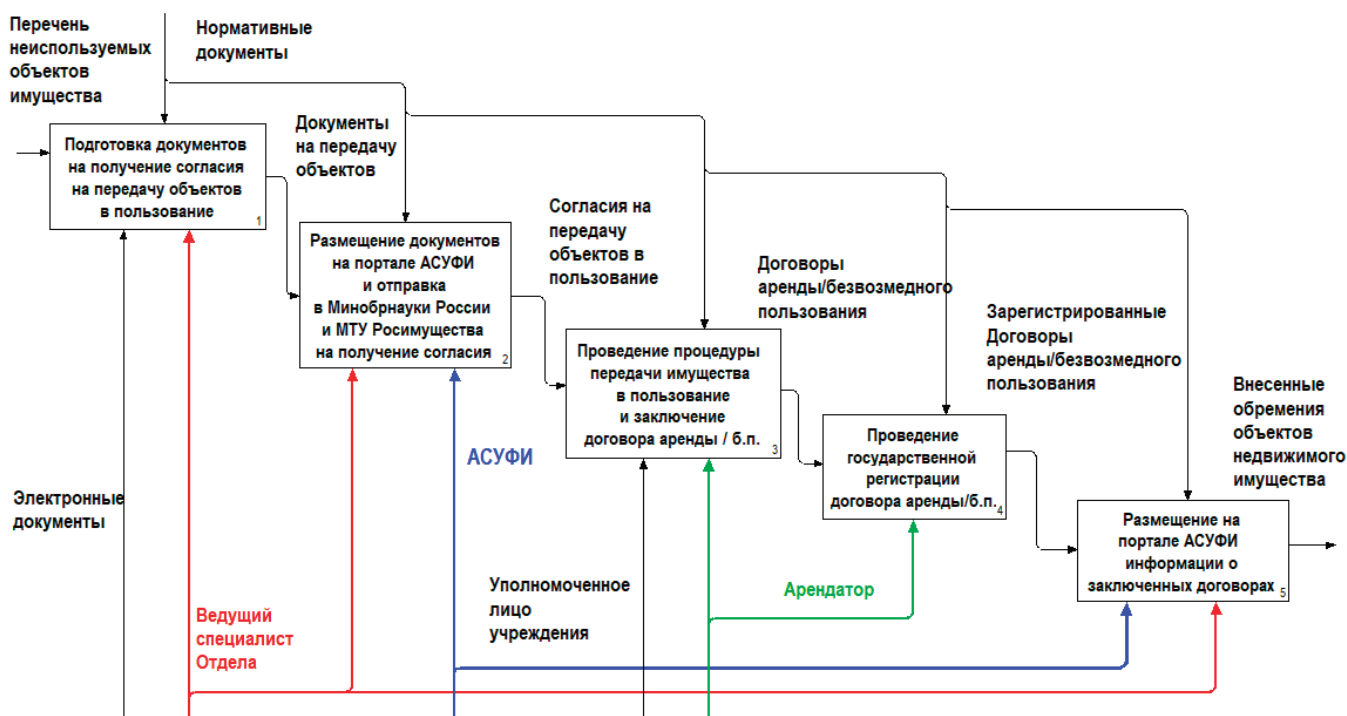 Перечень
неиспользуемых
объектов
имущества
Нормативные
документы
Подготовка документов
на получение согласия
на передачу объектов
в пользование
1
Документы
на передачу
объектов
Размещение документов
на портале АСУФИ
и отправка
в Минобрнауки России
и МТУ Росимущества
на получение согласия
2
Согласия на
передачу
объектов в
пользование
Проведение процедуры
передачи имущества
в пользование
и заключение
договора аренды / б.п.
3
Договоры
аренды/безвозмедного
пользования
Проведение
государственной
регистрации
договора аренды/б.п.
4
Зарегистрированные
Договоры
аренды/безвозмедного
пользования
Размещение на
портале АСУФИ
информации о
заключенных договорах
5
Внесенные
обремения
объектов
недвижимого
имущества
Электронные
документы
Ведущий
специалист
Отдела
АСУФИ
Уполномоченное
лицо
учреждения
Арендатор